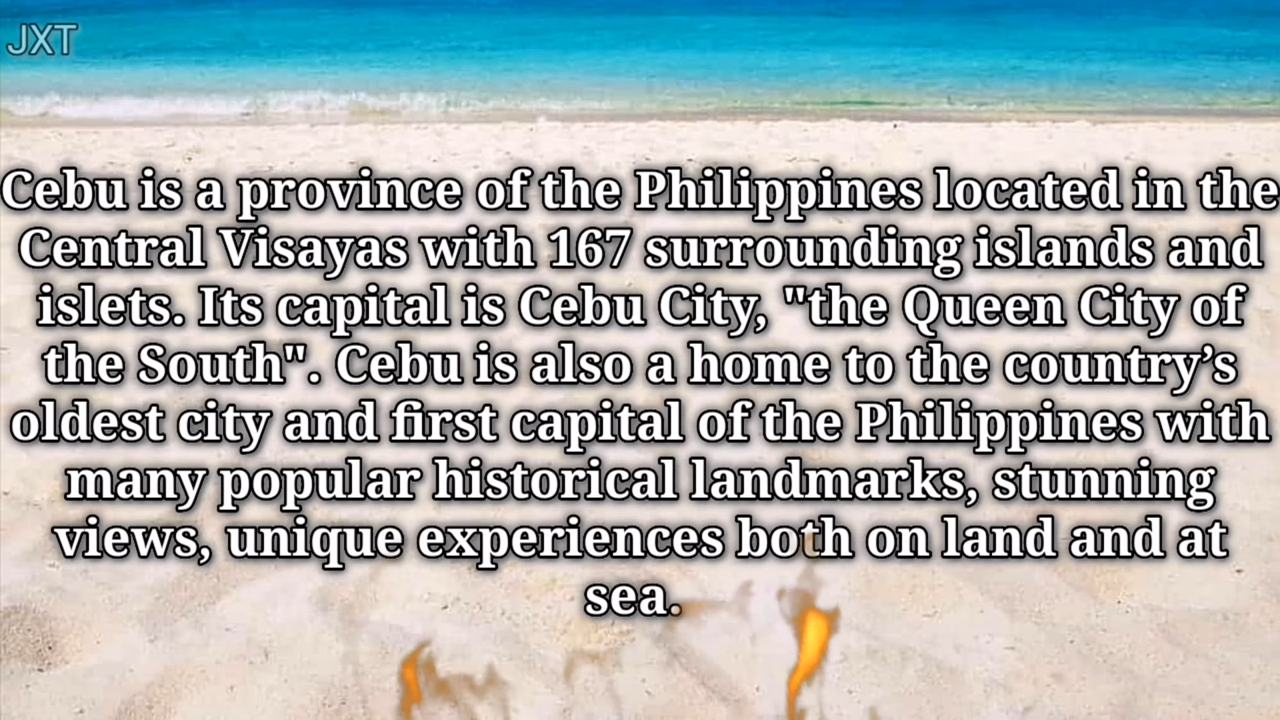 JXT
Cebu is a province of the Philippines located in the
Central Visayas with 167 surrounding islands and
islets. Its capital is Cebu City, "the Queen City of
the South". Cebu is also a home to the country’s
oldest city and first capital of the Philippines with
many popular historical landmarks, stunning
views, unique experiences both on land and at
sea.